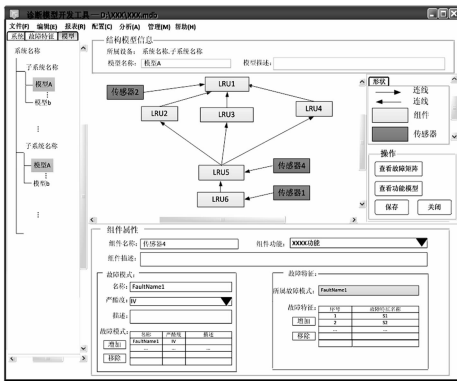 诊断模型开发工具 ---D:\XXX\XXX.mdb
文件(F) 编辑(E) 报表(R) 配置(C) 分析(A) 管理(M) 帮助(H)
系统 故障特征 模型
系统名称
子系统名称
模型A
模型b
...
子系统名称
模型A
模型b
...
结构模型信息
所属设备: 系统名称.子系统名称
模型名称: 模型A 模型描述:
传感器2
LRU1
LRU2
LRU3
LRU4
LRU5
传感器4
LRU6
传感器1
形状
连线
连线
组件
传感器
操作
查看故障矩阵
查看功能模型
保存 关闭
组件属性
组件名称: 传感器4 组件功能: XXXX功能
组件描述:
故障模式:
名称: FaultName1
严酷度: IV
描述:
故障模式:
名称 严酷度 描述
FaultName1 IV
... ...
增加
移除
故障特征:
所属故障模式: FaultName1
故障特征:
序号 故障特征名称
1 S1
2 S2
... ...
增加
移除